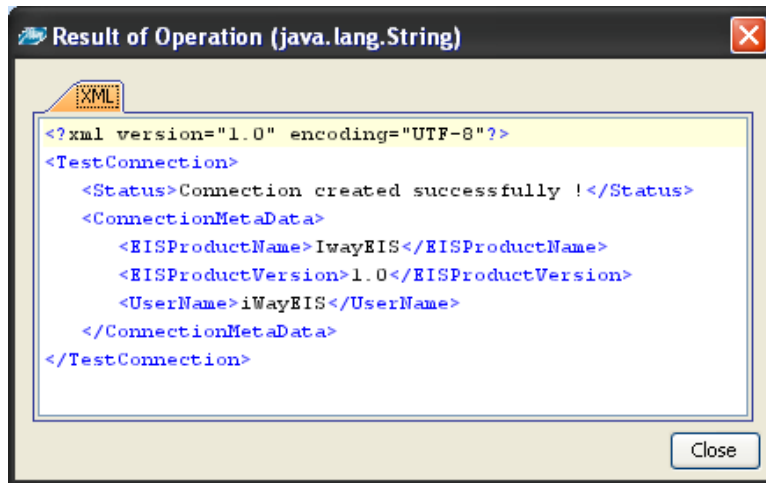 Result of Operation (java.lang.String)
XML
<?xml version="1.0" encoding="UTF-8"?>
<TestConnection>
<Status>Connection created successfully !</Status>
<ConnectionMetaData>
<EISProductName>IwayEIS</EISProductName>
<EISProductVersion>1.0</EISProductVersion>
<UserName>iWayEIS</UserName>
</ConnectionMetaData>
</TestConnection>
Close